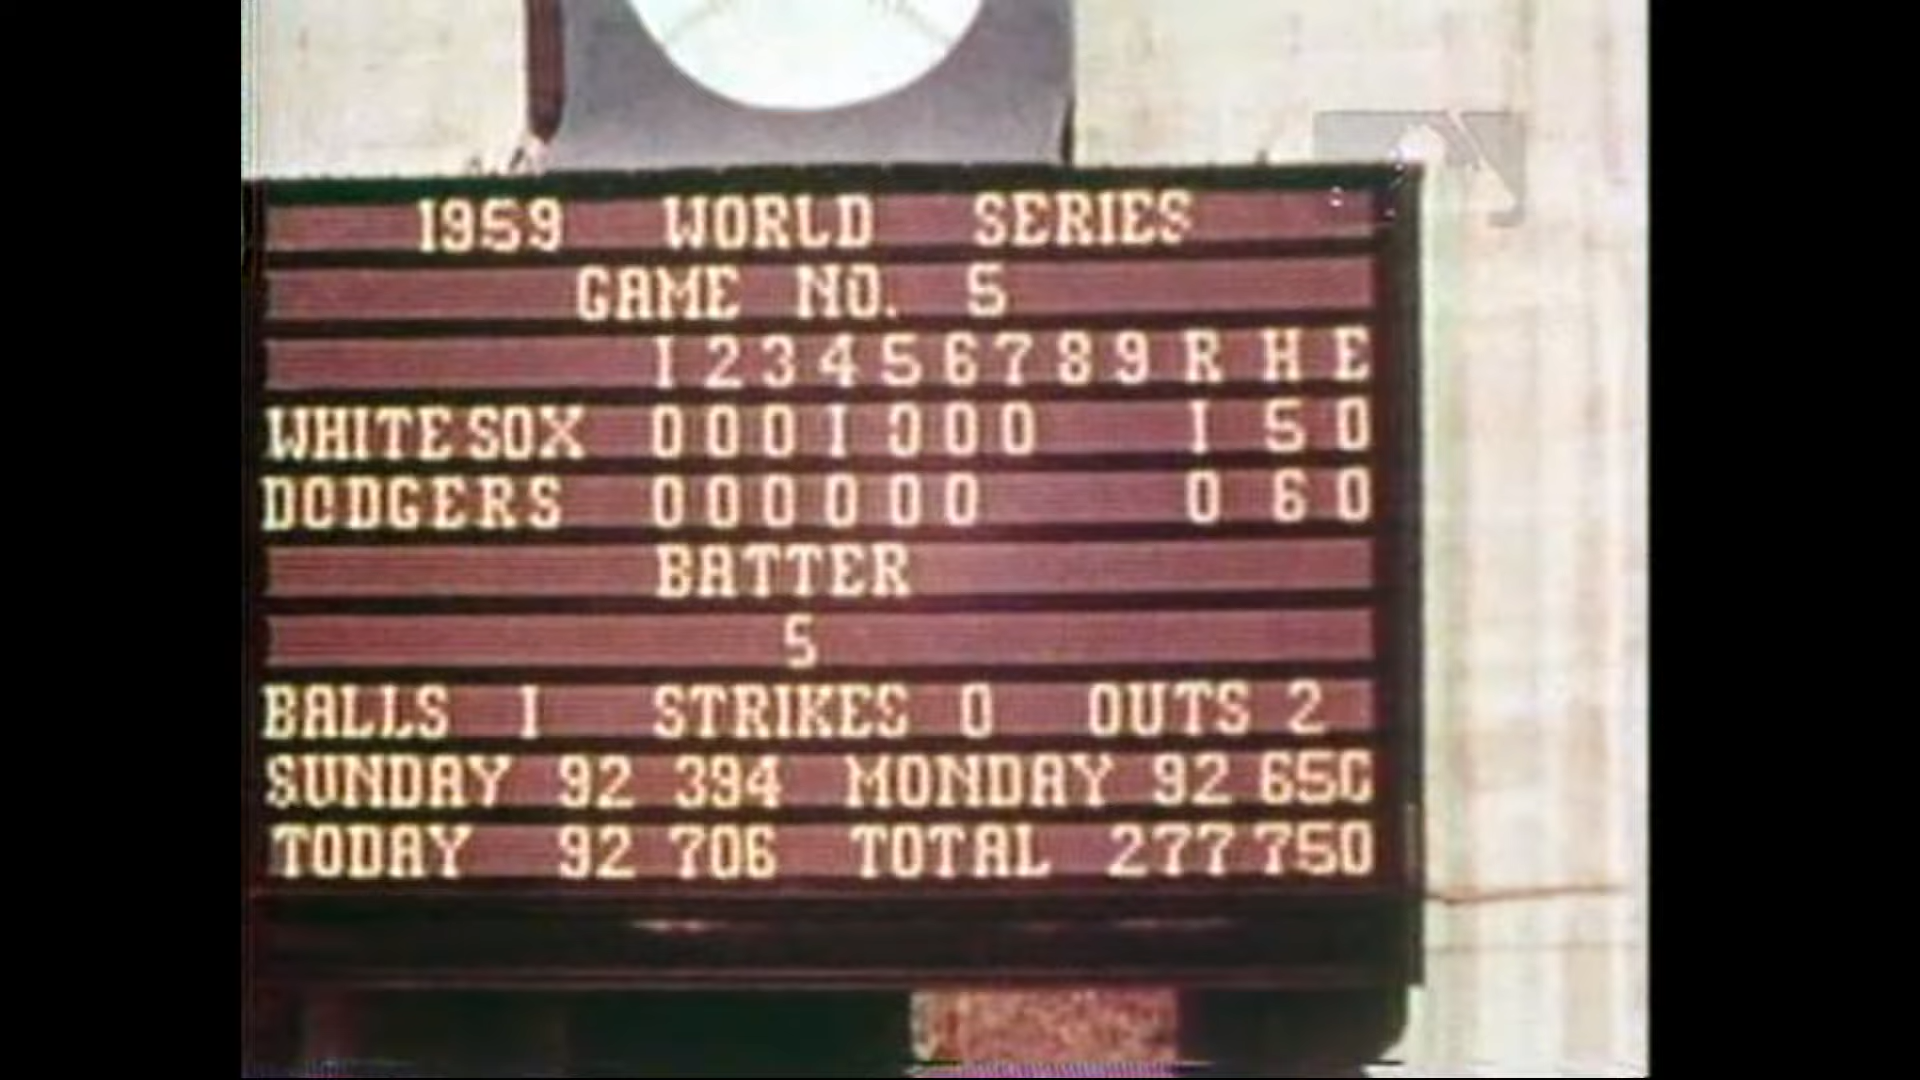 1959 WORLD SERIES
GAME NO. 5
1 2 3 4 5 6 7 8 9 R H E
WHITE SOX 0 0 0 1 0 0 0 1 5 0
DODGERS 0 0 0 0 0 0 0 6 0
BATTER
5
BALLS 1 STRIKES 0 OUTS 2
SUNDAY 92 394 MONDAY 92 650
TODAY 92 706 TOTAL 277 750